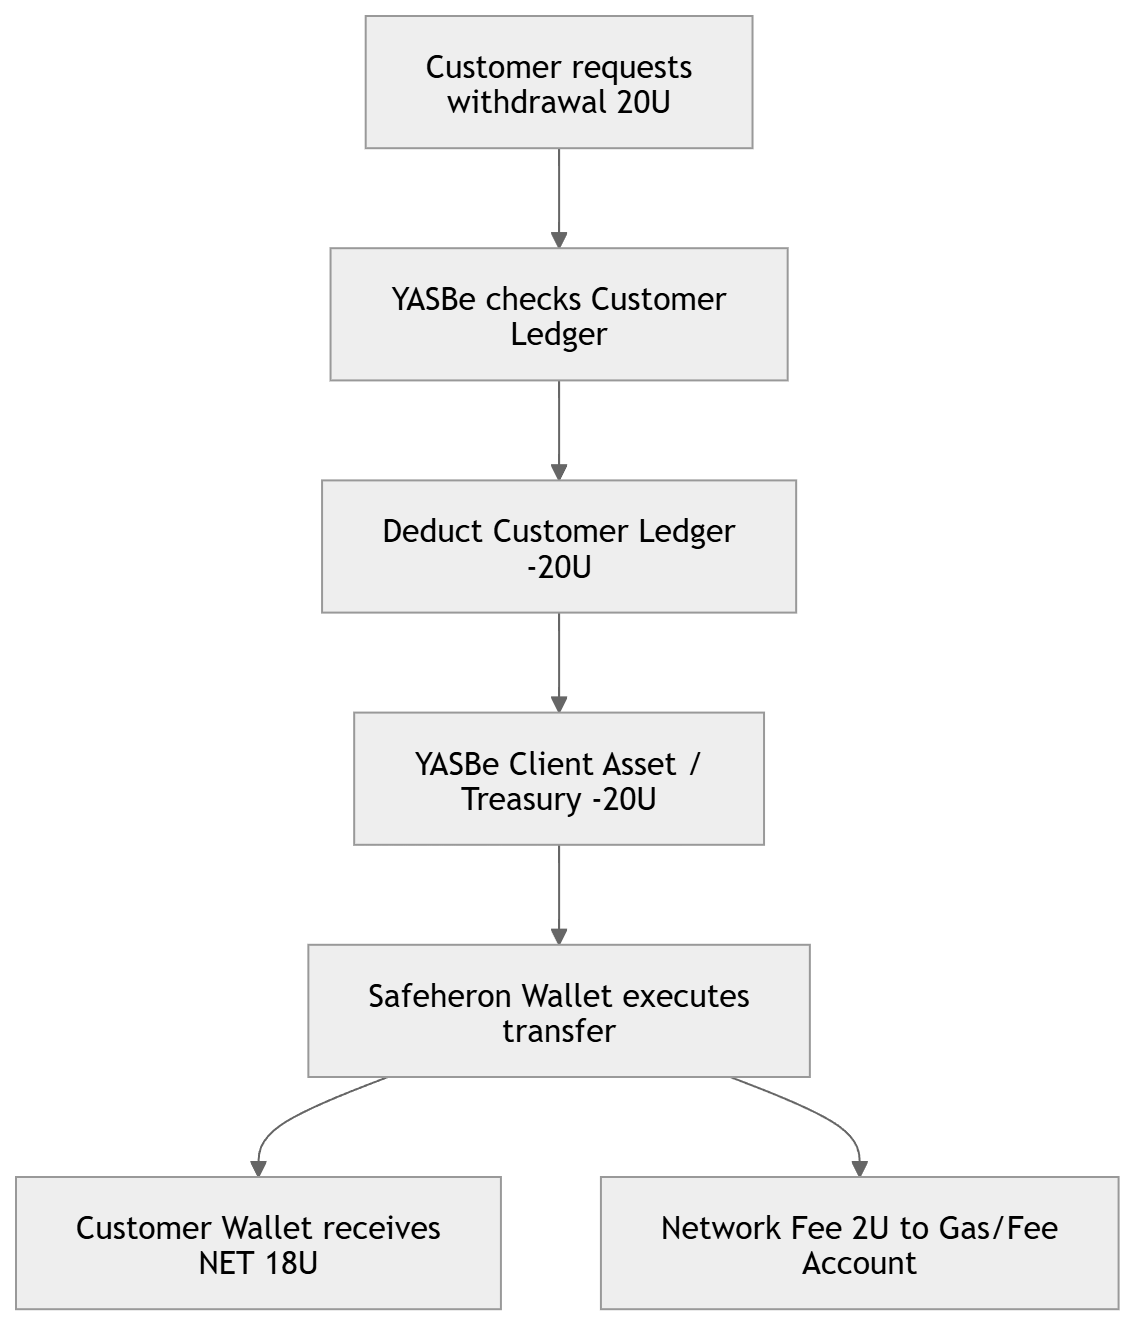 Customer requests
withdrawal 20U
YASBe checks Customer
Ledger
Deduct Customer Ledger
-20U
YASBe Client Asset /
Treasury -20U
Safeheron Wallet executes
transfer
Customer Wallet receives
NET 18U
Network Fee 2U to Gas/Fee
Account